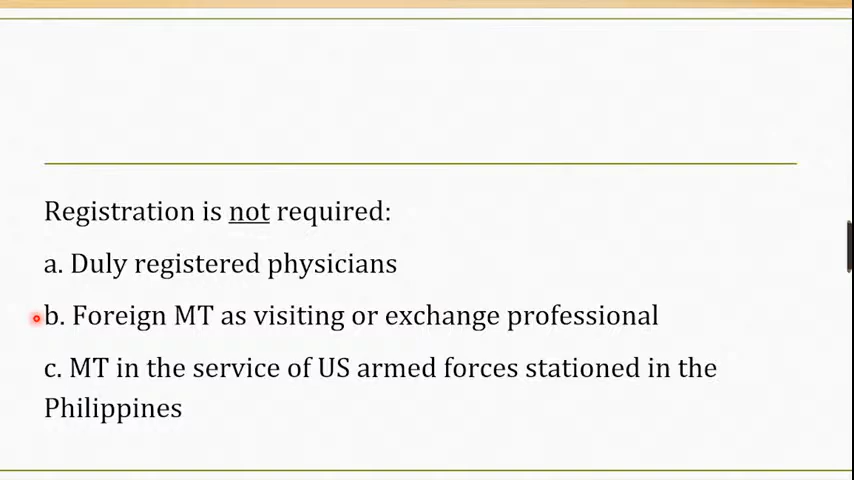 Registration is not required:
a. Duly registered physicians
b. Foreign MT as visiting or exchange professional
c. MT in the service of US armed forces stationed in the
Philippines